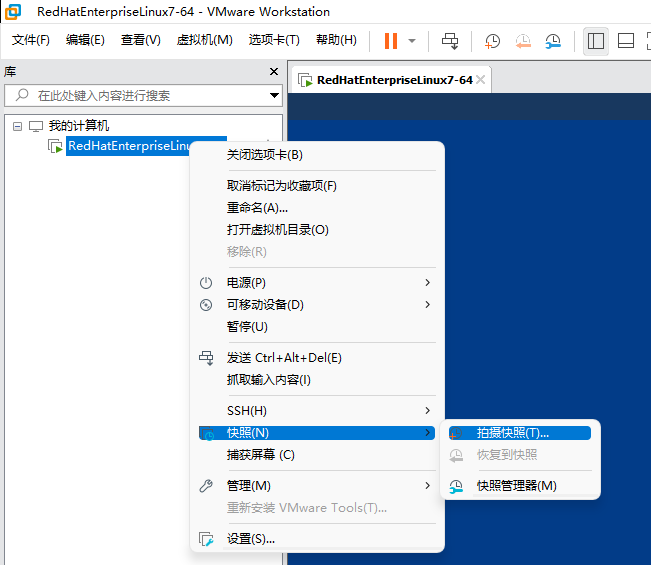 RedHatEnterpriseLinux7-64 - VMware Workstation
文件(F) 编辑(E) 查看(V) 虚拟机(M) 选项卡(T) 帮助(H)
库
RedHatEnterpriseLinux7-64
在此处键入内容进行搜索
我的计算机
RedHatEnterpriseLinu
关闭选项卡(B)
取消标记为收藏项(F)
重命名(A)...
打开虚拟机目录(O)
移除(R)
电源(P)
可移动设备(D)
暂停(U)
发送 Ctrl+Alt+Del(E)
抓取输入内容(I)
SSH(H)
快照(N)
捕获屏幕 (C)
管理(M)
重新安装 VMware Tools(T)...
设置(S)...
拍摄快照(T)...
恢复到快照
快照管理器(M)